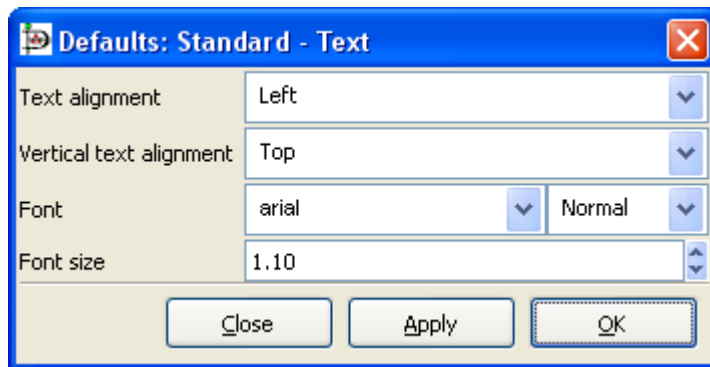 Defaults: Standard - Text
Text alignment Left
Vertical text alignment Top
Font arial Normal
Font size 1.10
Close Apply OK